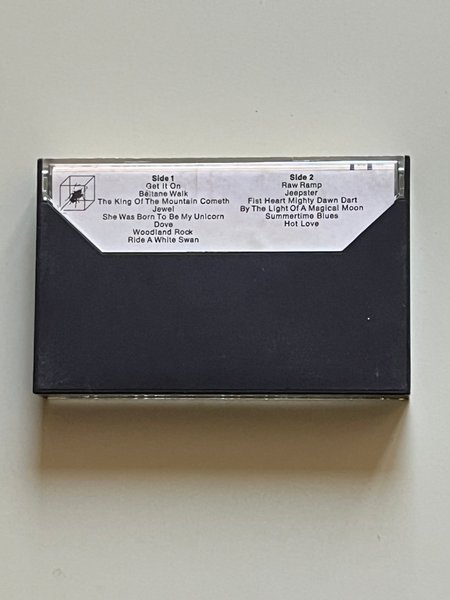 Side 1
Get It On
Beltane Walk
The King Of The Mountain Cometh
Jewel
She Was Born To Be My Unicorn
Dove
Woodland Rock
Ride A White Swan
Side 2
Raw Ramp
Jeepster
Fist Heart Mighty Dawn Dart
By The Light Of A Magical Moon
Summertime Blues
Hot Love